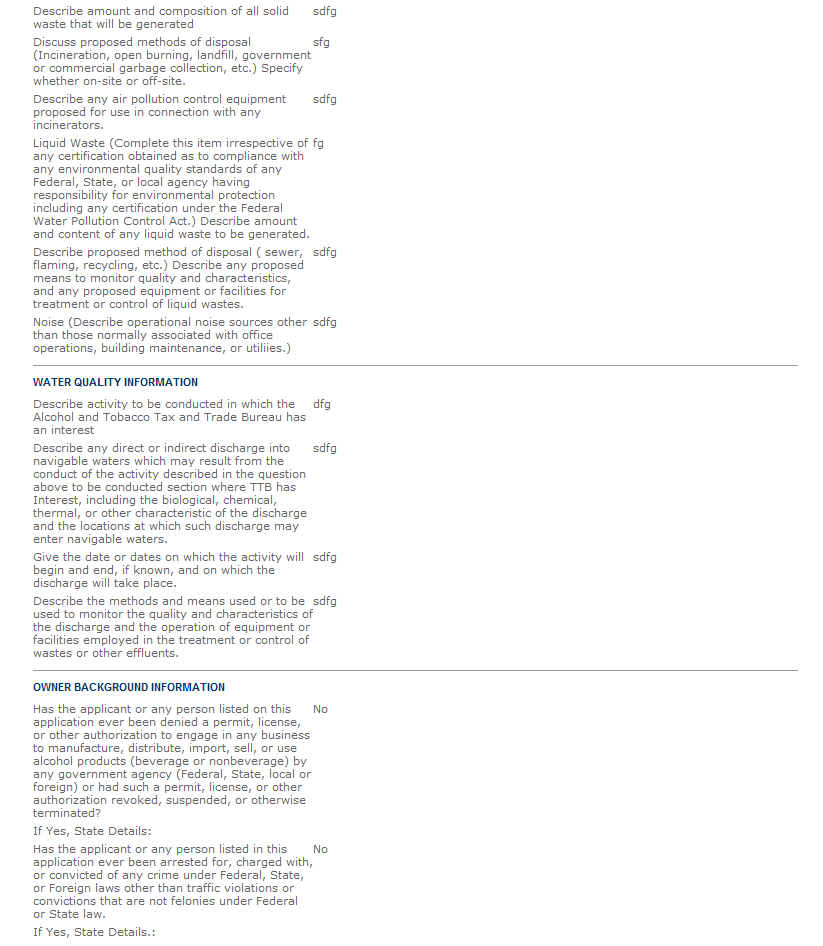 Describe amount and composition of all solid sdfg
waste that will be generated
Discuss proposed methods of disposal sfg
(Incineration, open burning, landfill, government
or commercial garbage collection, etc.) Specify
whether on-site or off-site.
Describe any air pollution control equipment sdfg
proposed for use in connection with any
incinerators.
Liquid Waste (Complete this item irrespective of fg
any certification obtained as to compliance with
any environmental quality standards of any
Federal, State, or local agency having
responsibility for environmental protection
including any certification under the Federal
Water Pollution Control Act.) Describe amount
and content of any liquid waste to be generated.
Describe proposed method of disposal ( sewer, sdfg
flaming, recycling, etc.) Describe any proposed
means to monitor quality and characteristics,
and any proposed equipment or facilities for
treatment or control of liquid wastes.
Noise (Describe operational noise sources other sdfg
than those normally associated with office
operations, building maintenance, or utiliies.)
WATER QUALITY INFORMATION
Describe activity to be conducted in which the dfg
Alcohol and Tobacco Tax and Trade Bureau has
an interest
Describe any direct or indirect discharge into sdfg
navigable waters which may result from the
conduct of the activity described in the question
above to be conducted section where TTB has
Interest, including the biological, chemical,
thermal, or other characteristic of the discharge
and the locations at which such discharge may
enter navigable waters.
Give the date or dates on which the activity will sdfg
begin and end, if known, and on which the
discharge will take place.
Describe the methods and means used or to be sdfg
used to monitor the quality and characteristics of
the discharge and the operation of equipment or
facilities employed in the treatment or control of
wastes or other effluents.
OWNER BACKGROUND INFORMATION
Has the applicant or any person listed on this No
application ever been denied a permit, license,
or other authorization to engage in any business
to manufacture, distribute, import, sell, or use
alcohol products (beverage or nonbeverage) by
any government agency (Federal, State, local or
foreign) or had such a permit, license, or other
authorization revoked, suspended, or otherwise
terminated?
If Yes, State Details:
Has the applicant or any person listed in this No
application ever been arrested for, charged with,
or convicted of any crime under Federal, State,
or Foreign laws other than traffic violations or
convictions that are not felonies under Federal
or State law.
If Yes, State Details.: